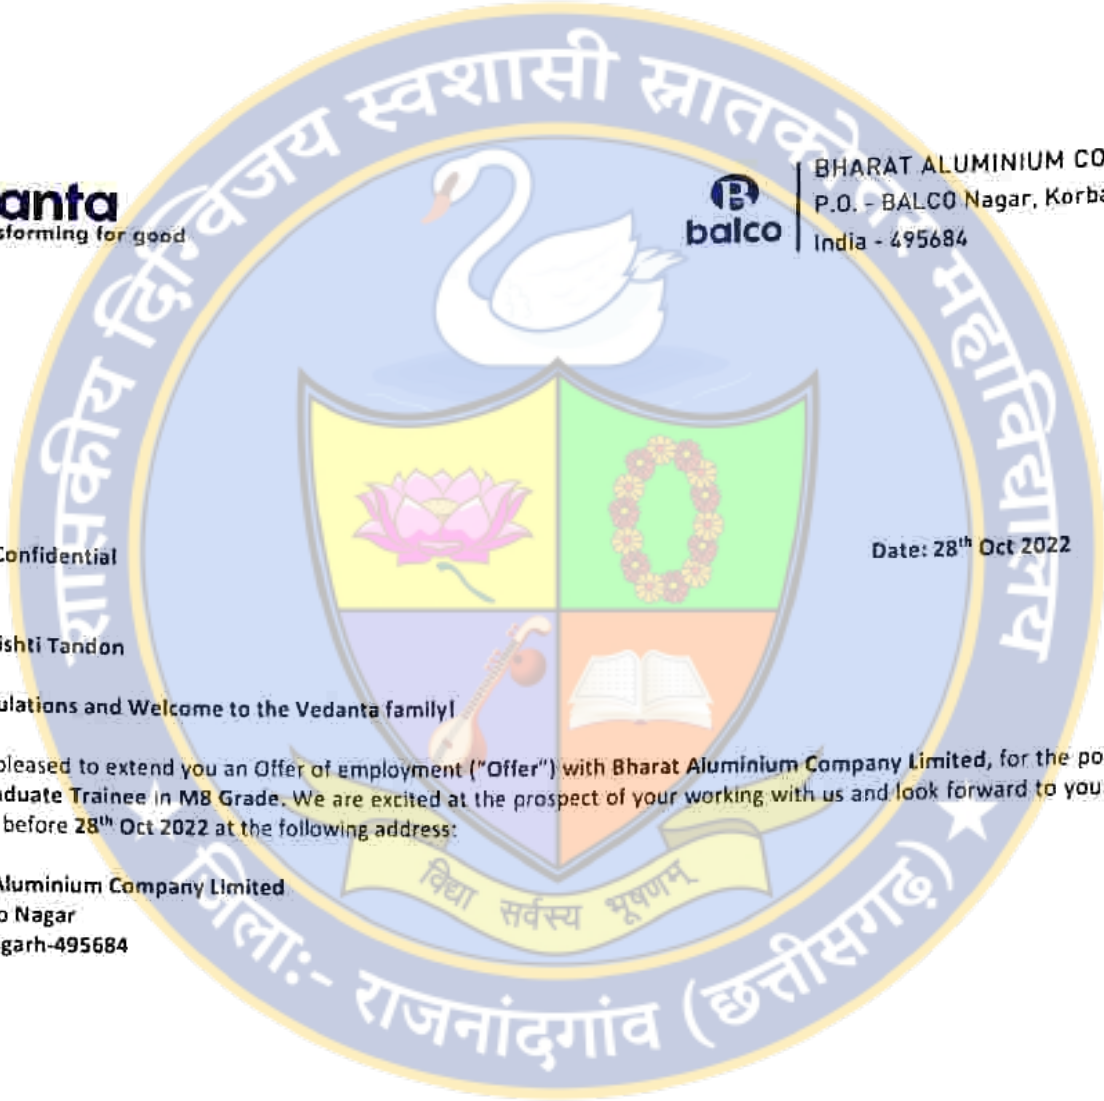 शासकीय दिग्विजय स्वशासी स्नातकोत्तर महाविद्यालय
anta
sforming for good
balco
BHARAT ALUMINIUM CO
P.O. - BALCO Nagar, Korba
India - 495684
Confidential
Date: 28th Oct 2022
ishti Tandon
ulations and Welcome to the Vedanta family!
pleased to extend you an Offer of employment ("Offer") with Bharat Aluminium Company Limited, for the po
aduate Trainee in M8 Grade. We are excited at the prospect of your working with us and look forward to you
before 28th Oct 2022 at the following address:
Aluminium Company Limited
o Nagar
garh-495684
विद्या सर्वस्य भूषणम्
जिला:- राजनांदगांव (छत्तीसगढ़)